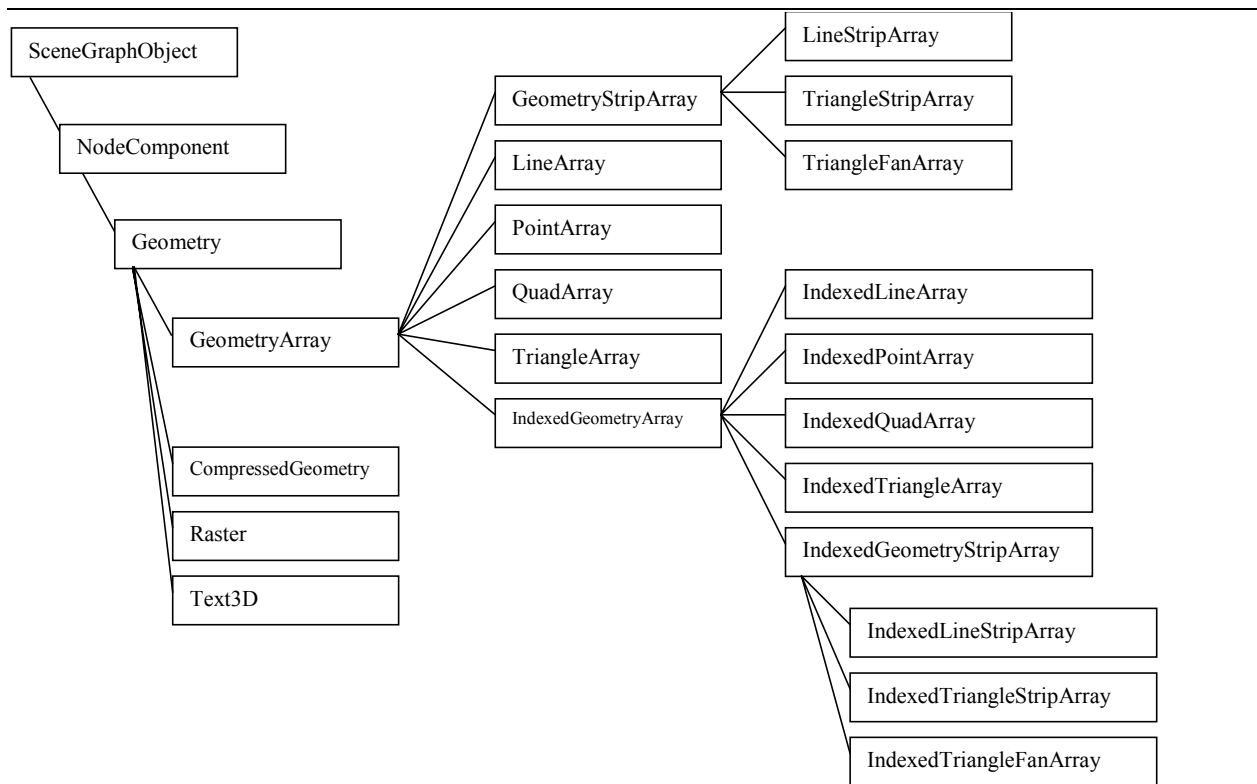 SceneGraphObject
NodeComponent
Geometry
GeometryArray
CompressedGeometry
Raster
Text3D
GeometryStripArray
LineArray
PointArray
QuadArray
TriangleArray
IndexedGeometryArray
LineStripArray
TriangleStripArray
TriangleFanArray
IndexedLineArray
IndexedPointArray
IndexedQuadArray
IndexedTriangleArray
IndexedGeometryStripArray
IndexedLineStripArray
IndexedTriangleStripArray
IndexedTriangleFanArray